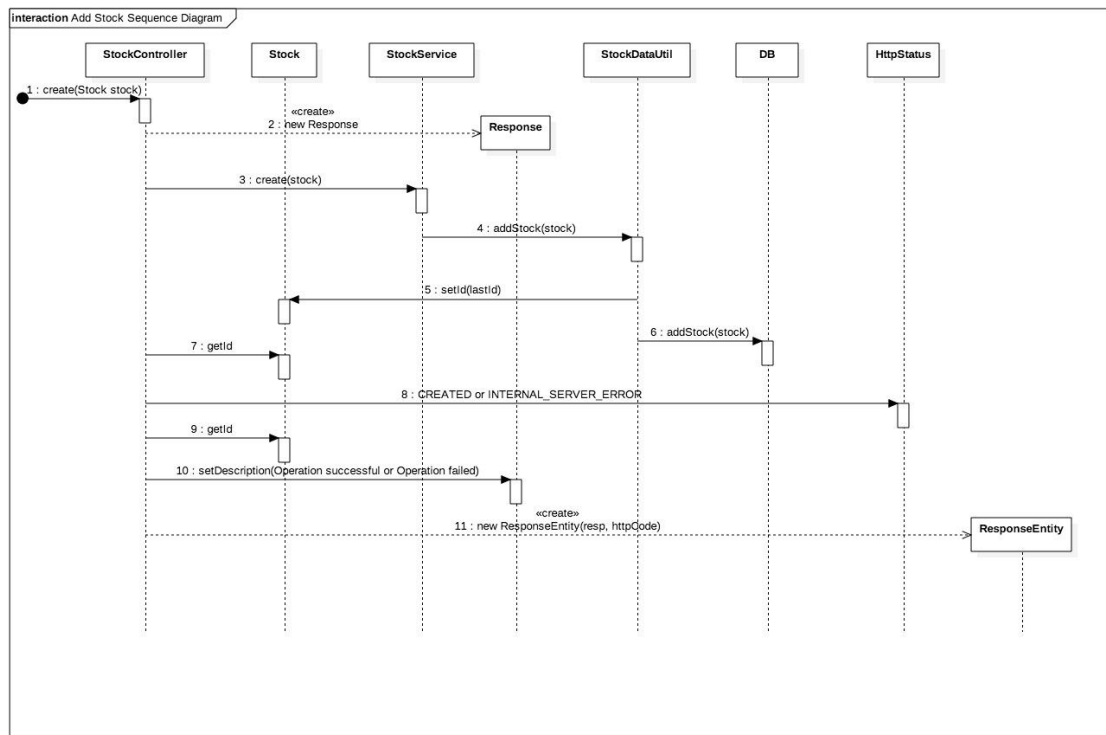 interaction Add Stock Sequence Diagram
StockController
Stock
StockService
StockDataUtil
DB
HttpStatus
1 : create(Stock stock)
«create»
2 : new Response
Response
3 : create(stock)
4 : addStock(stock)
5 : setId(lastId)
6 : addStock(stock)
7 : getId
8 : CREATED or INTERNAL_SERVER_ERROR
9 : getId
10 : setDescription(Operation successful or Operation failed)
«create»
11 : new ResponseEntity(resp, httpCode)
ResponseEntity